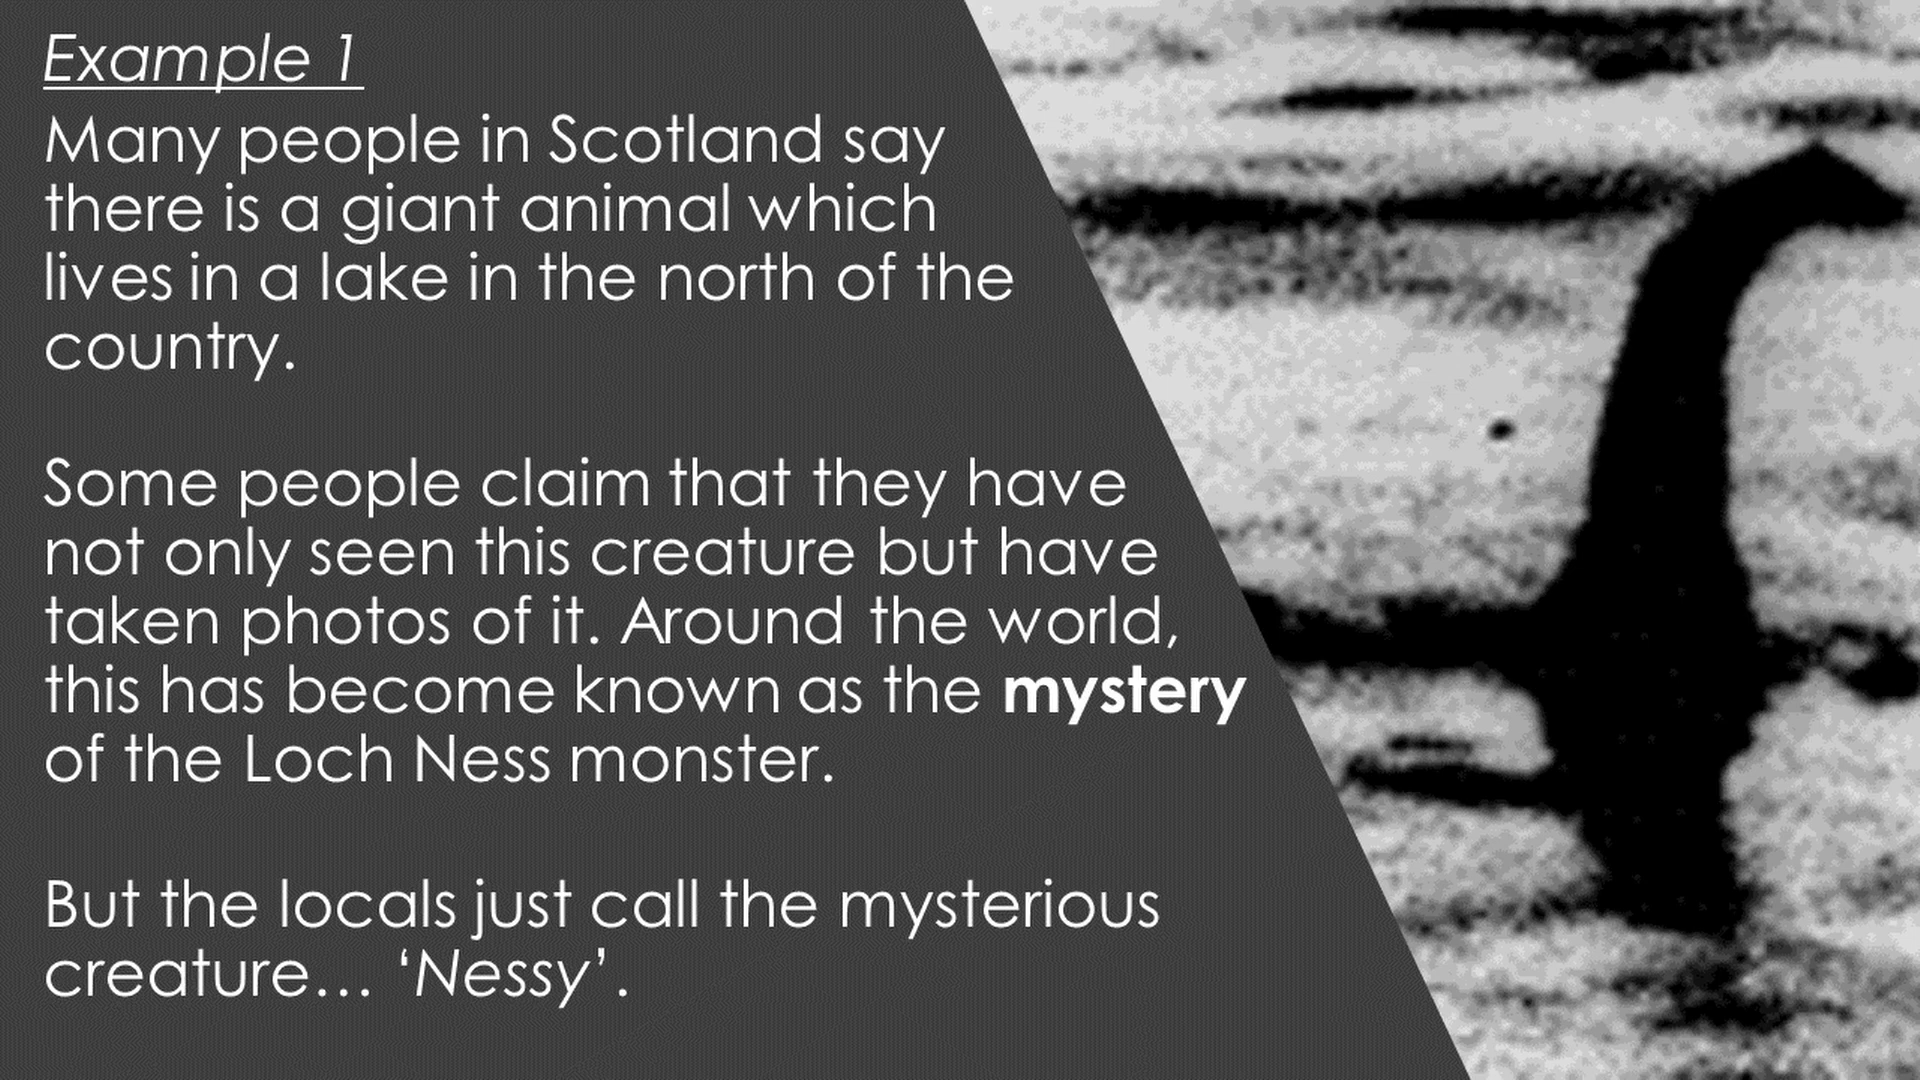 Example 1
Many people in Scotland say
there is a giant animal which
lives in a lake in the north of the
country.
Some people claim that they have
not only seen this creature but have
taken photos of it. Around the world,
this has become known as the mystery
of the Loch Ness monster.
But the locals just call the mysterious
creature… ‘Nessy’.